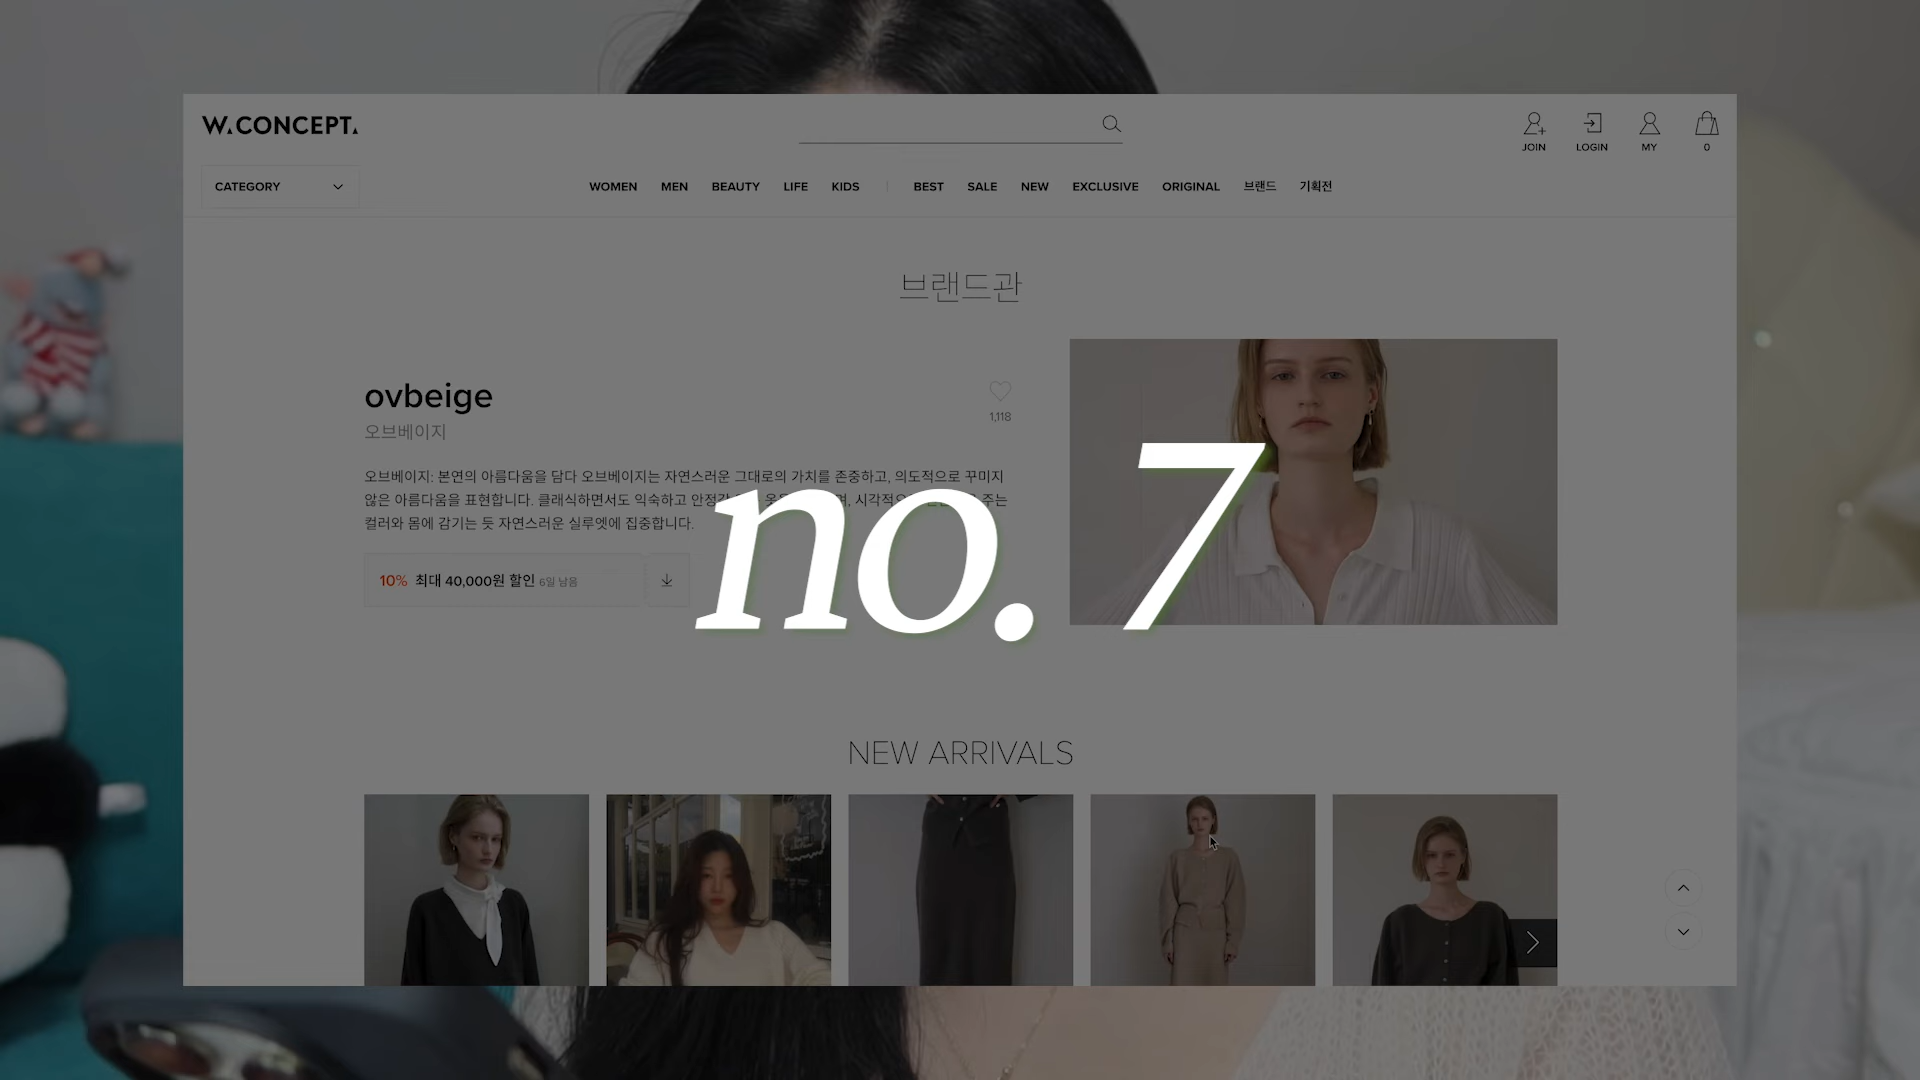 W.CONCEPT.
JOIN
LOGIN
MY
0
CATEGORY
WOMEN MEN BEAUTY LIFE KIDS | BEST SALE NEW EXCLUSIVE ORIGINAL 브랜드 기획전
브랜드관
ovbeige
1,118
오브베이지
오브베이지: 본연의 아름다움을 담다 오브베이지는 자연스러운 그대로의 가치를 존중하고, 의도적으로 꾸미지
않은 아름다움을 표현합니다. 클래식하면서도 익숙하고 안정감 시각적으 주는
컬러와 몸에 감기는 듯 자연스러운 실루엣에 집중합니다.
10% 최대 40,000원 할인 6일 남음
no. 7
NEW ARRIVALS